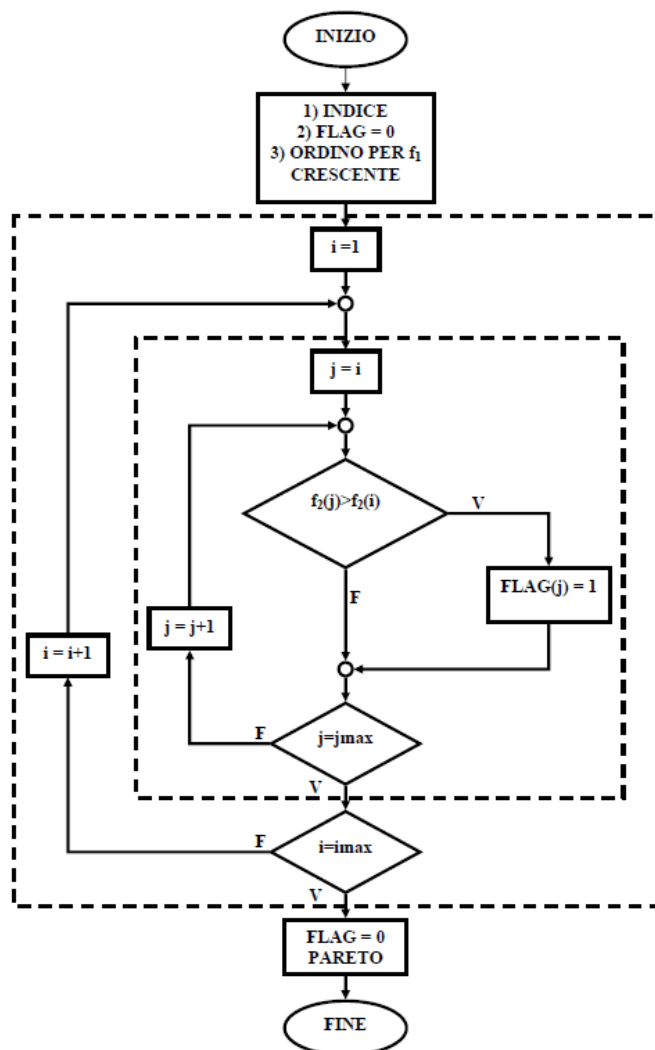 INIZIO
1) INDICE
2) FLAG = 0
3) ORDINO PER f₁
CRESCENTE
i =1
j = i
f₂(j)>f₂(i)
V
FLAG(j) = 1
F
j = j+1
i = i+1
j=jmax
F
V
i=imax
F
V
FLAG = 0
PARETO
FINE